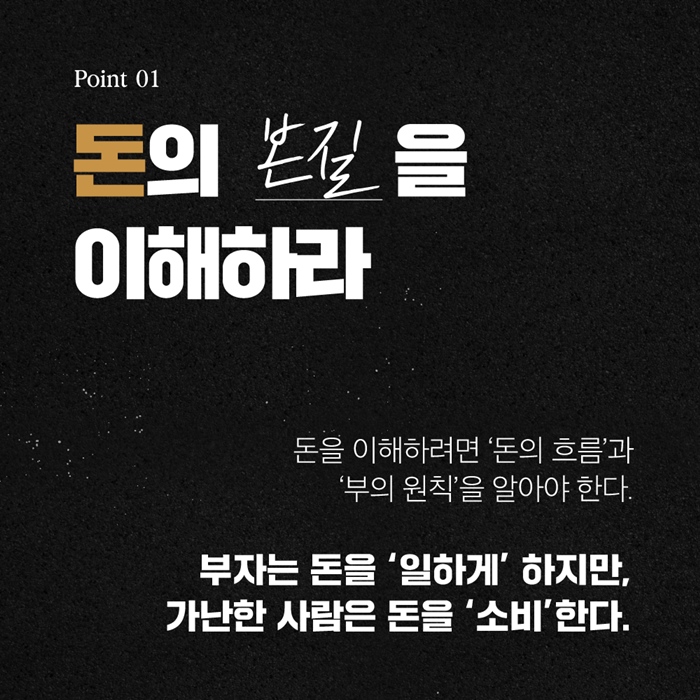 Point 01
돈의 본질을
이해하라
돈을 이해하려면 ‘돈의 흐름’과
‘부의 원칙’을 알아야 한다.
부자는 돈을 ‘일하게’ 하지만,
가난한 사람은 돈을 ‘소비’한다.